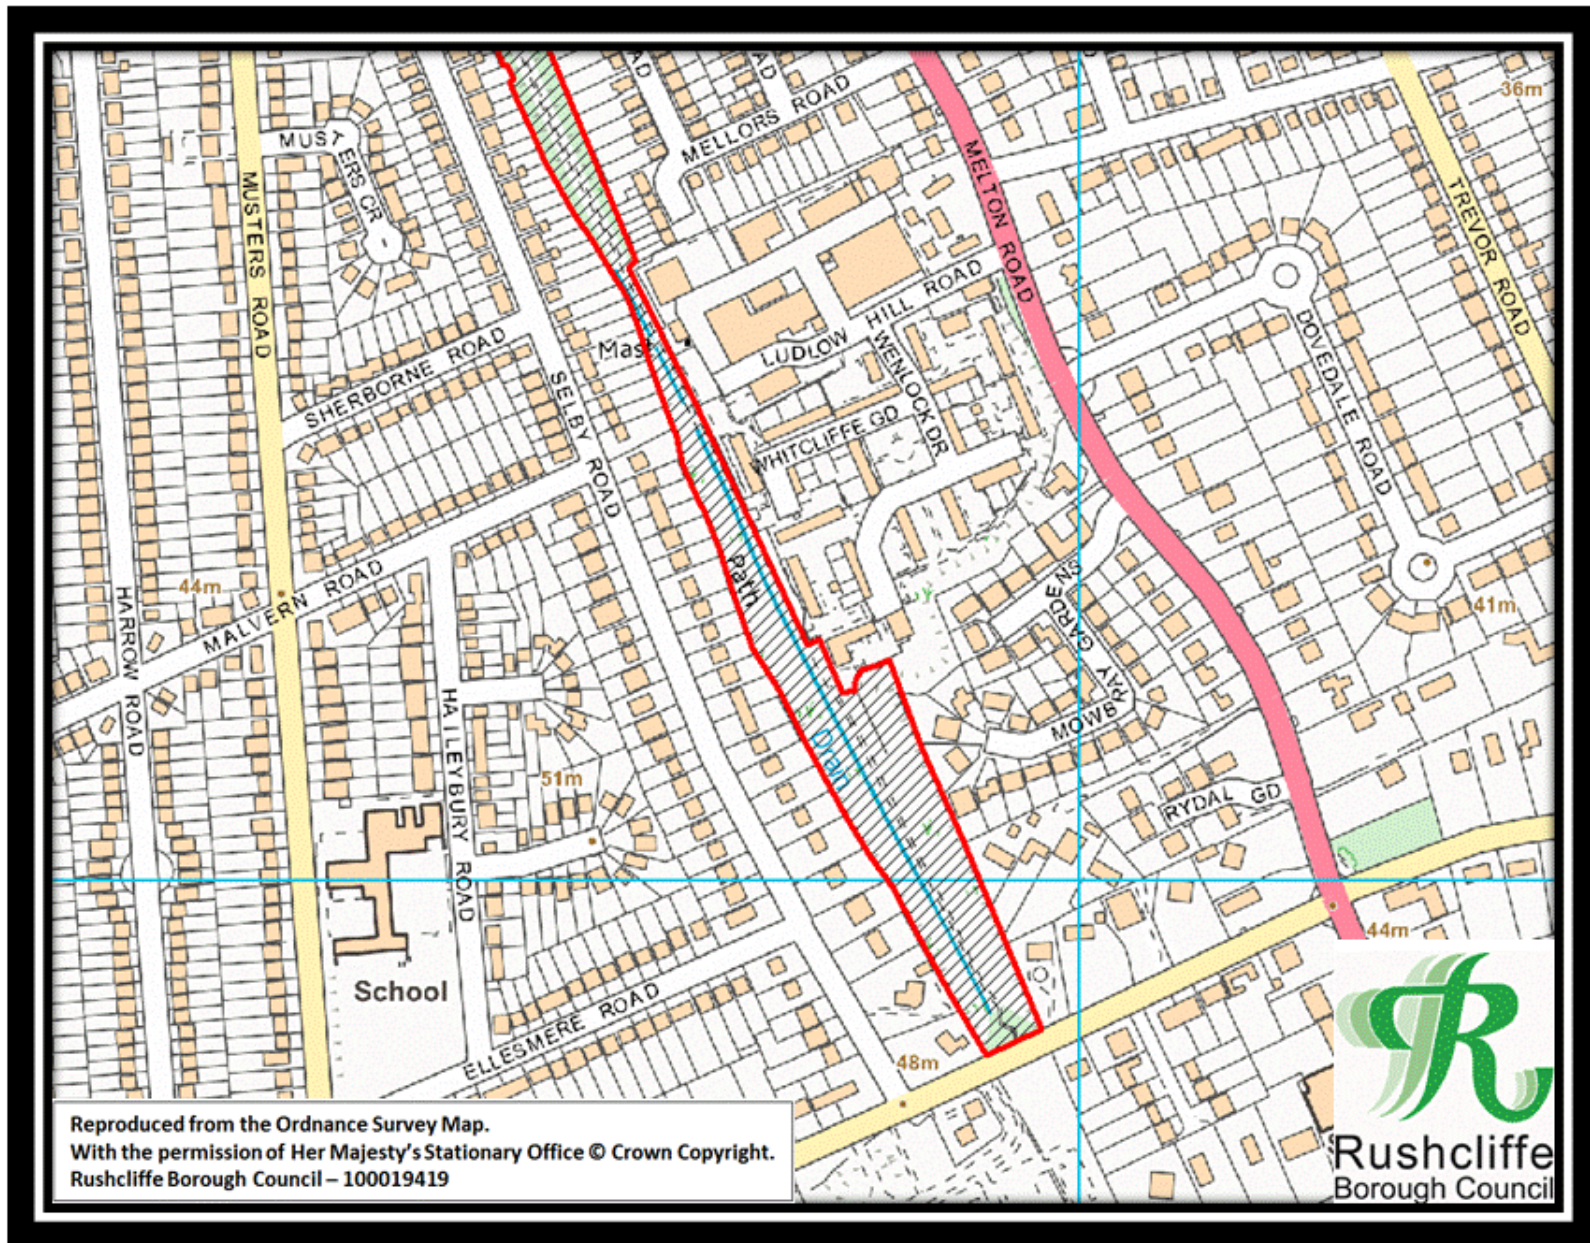 AD
AD
MELLORS ROAD
36m
MUSTERS CR
MUSTERS ROAD
MELTON ROAD
TREVOR ROAD
LUDLOW HILL ROAD
Mast
WENLOCK DR
SHERBORNE ROAD
SELBY ROAD
WHITCLIFFE GD
DOVEDALE ROAD
44m
MALVERN ROAD
HARROW ROAD
Path
MOWBRAY GARDENS
41m
HAILEYBURY ROAD
Drain
51m
RYDAL GD
School
44m
ELLESMERE ROAD
48m
Reproduced from the Ordnance Survey Map.
With the permission of Her Majesty's Stationary Office © Crown Copyright.
Rushcliffe Borough Council – 100019419
R
Rushcliffe
Borough Council